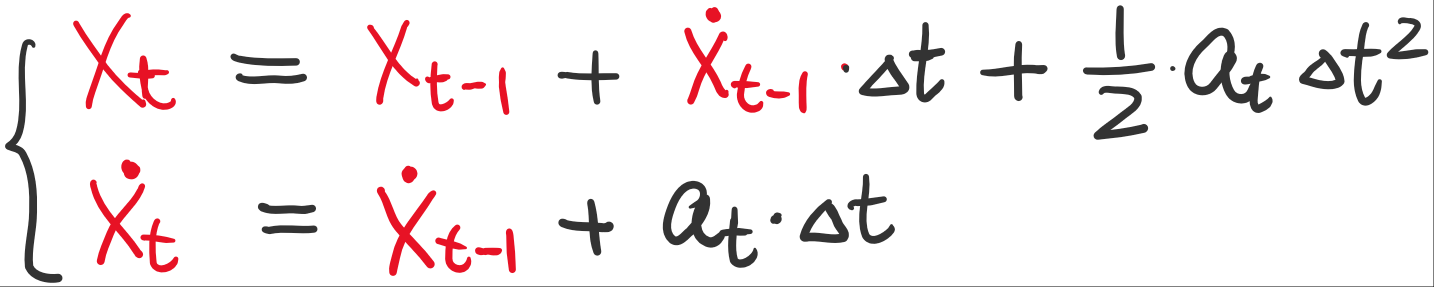 Xₜ = Xₜ₋₁ + Ẋₜ₋₁ · Δt + 1/2 · aₜ Δt²
Ẋₜ = Ẋₜ₋₁ + aₜ · Δt